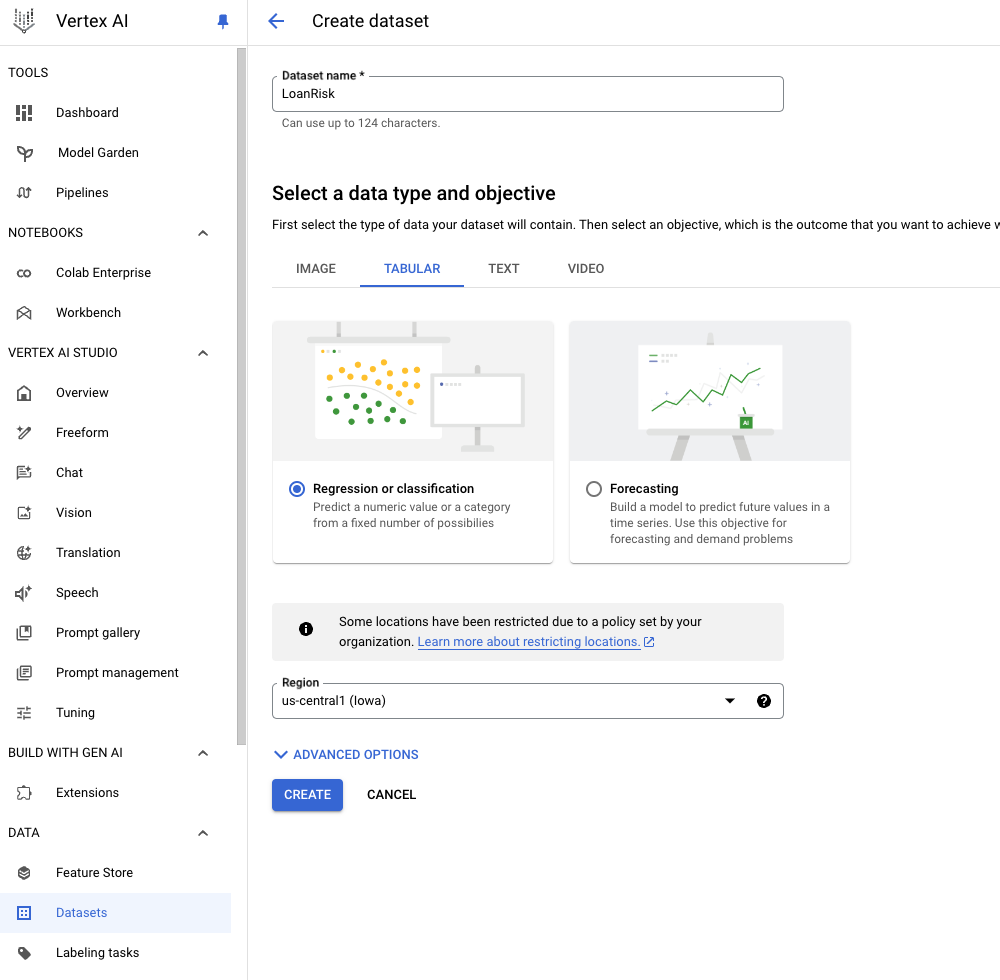 Vertex AI
Create dataset
TOOLS
Dashboard
Model Garden
Pipelines
NOTEBOOKS
Colab Enterprise
Workbench
VERTEX AI STUDIO
Overview
Freeform
Chat
Vision
Translation
Speech
Prompt gallery
Prompt management
Tuning
BUILD WITH GEN AI
Extensions
DATA
Feature Store
Datasets
Labeling tasks
Dataset name *
LoanRisk
Can use up to 124 characters.
Select a data type and objective
First select the type of data your dataset will contain. Then select an objective, which is the outcome that you want to achieve w
IMAGE TABULAR TEXT VIDEO
AI
Regression or classification
Predict a numeric value or a category
from a fixed number of possibilies
Forecasting
Build a model to predict future values in a
time series. Use this objective for
forecasting and demand problems
Some locations have been restricted due to a policy set by your
organization. Learn more about restricting locations.
Region
us-central1 (Iowa)
ADVANCED OPTIONS
CREATE CANCEL